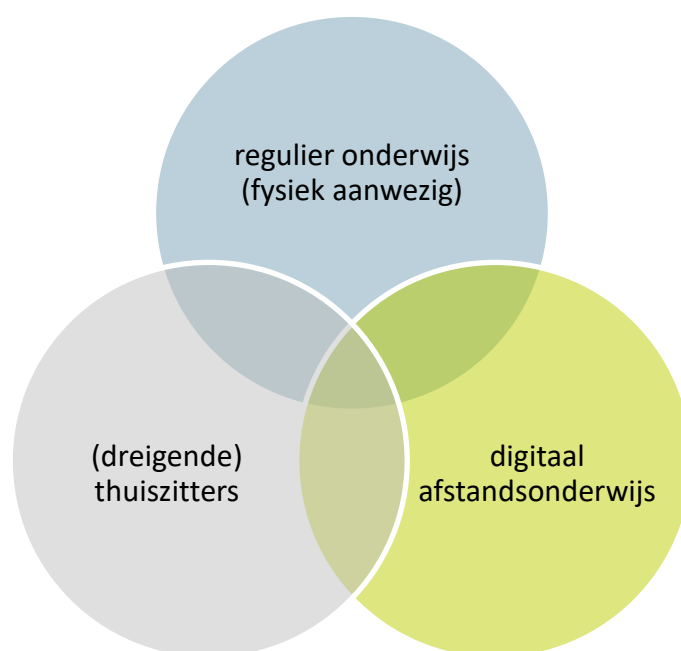 regulier onderwijs
(fysiek aanwezig)
(dreigende)
thuiszitters
digitaal
afstandsonderwijs